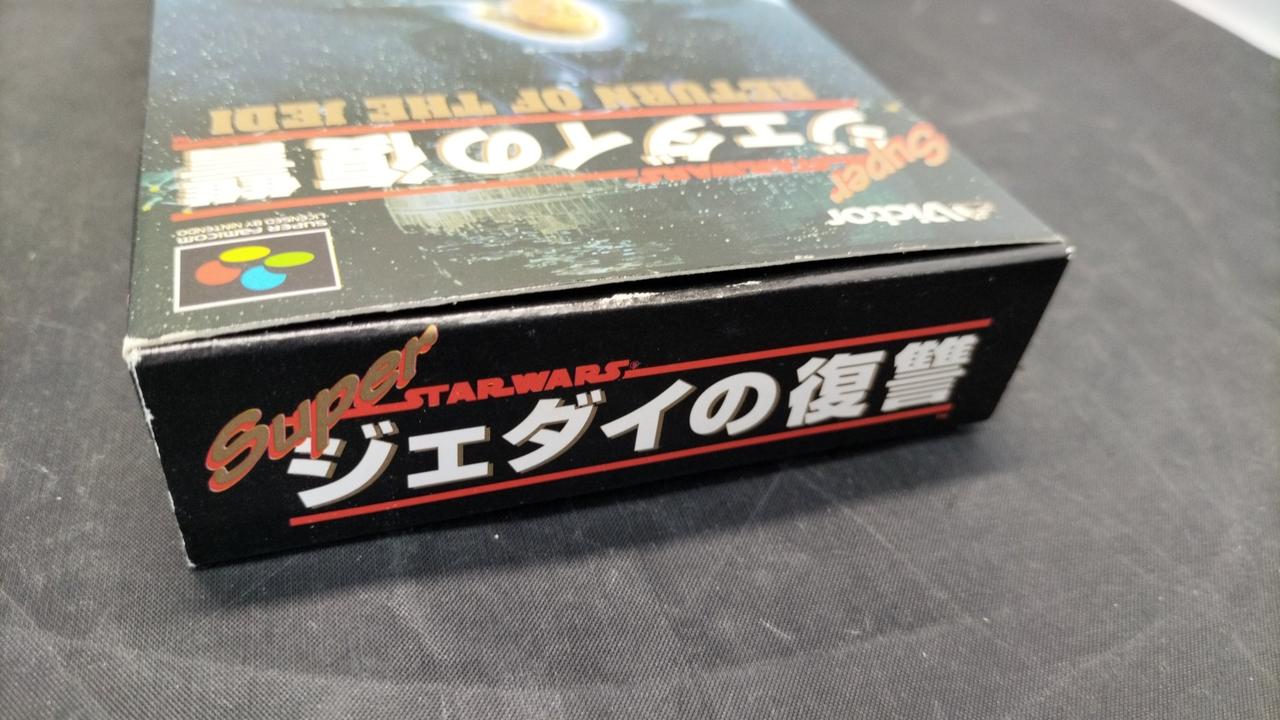 RETURN OF THE JEDI
ジェダイの復讐
STAR WARS
Super
Victor
SUPER FAMICOM
LICENSED BY NINTENDO
Super
STAR WARS®
ジェダイの復讐